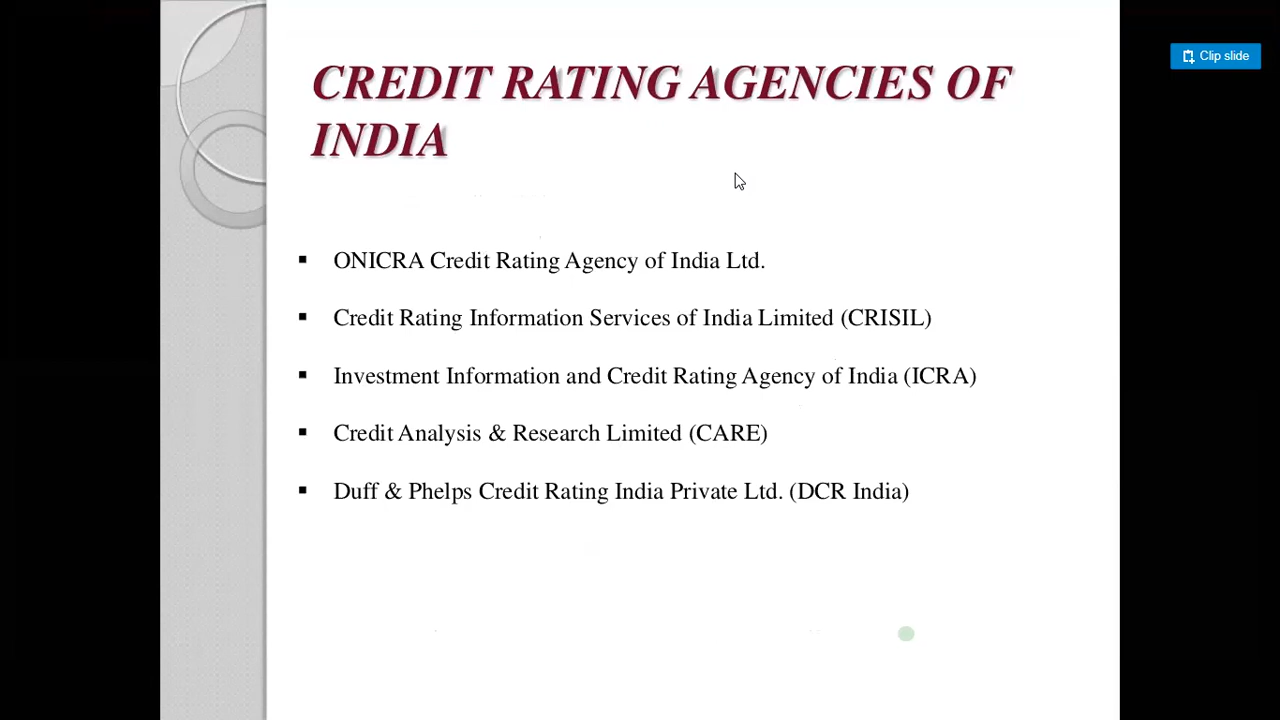 Clip slide
CREDIT RATING AGENCIES OF
INDIA
▪ ONICRA Credit Rating Agency of India Ltd.
▪ Credit Rating Information Services of India Limited (CRISIL)
▪ Investment Information and Credit Rating Agency of India (ICRA)
▪ Credit Analysis & Research Limited (CARE)
▪ Duff & Phelps Credit Rating India Private Ltd. (DCR India)